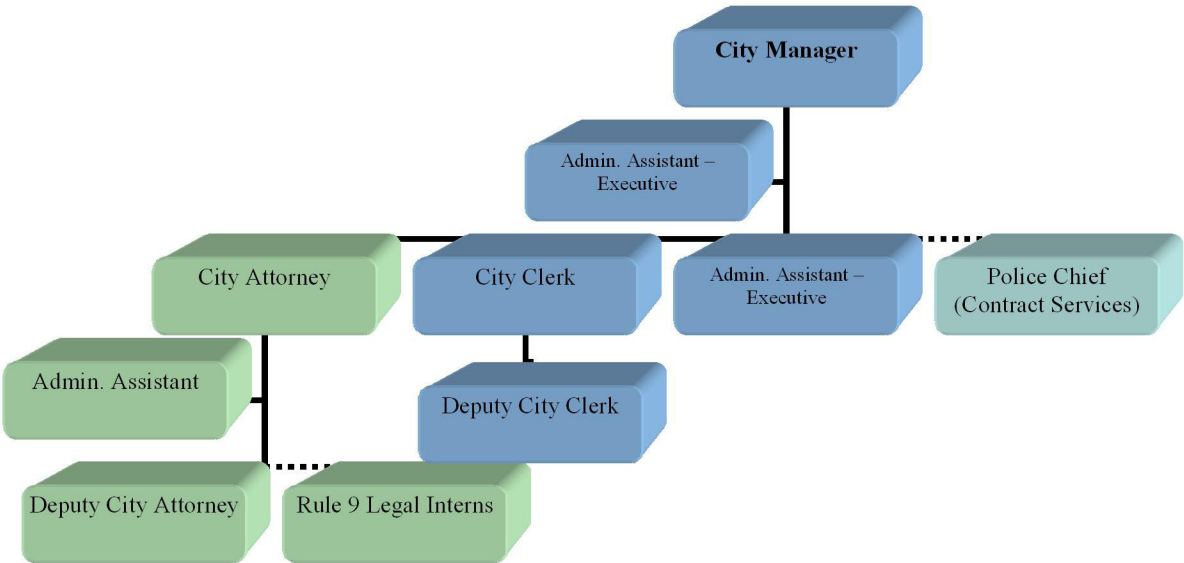 City Manager
Admin. Assistant –
Executive
City Attorney
City Clerk
Admin. Assistant –
Executive
Police Chief
(Contract Services)
Admin. Assistant
Deputy City Clerk
Deputy City Attorney
Rule 9 Legal Interns